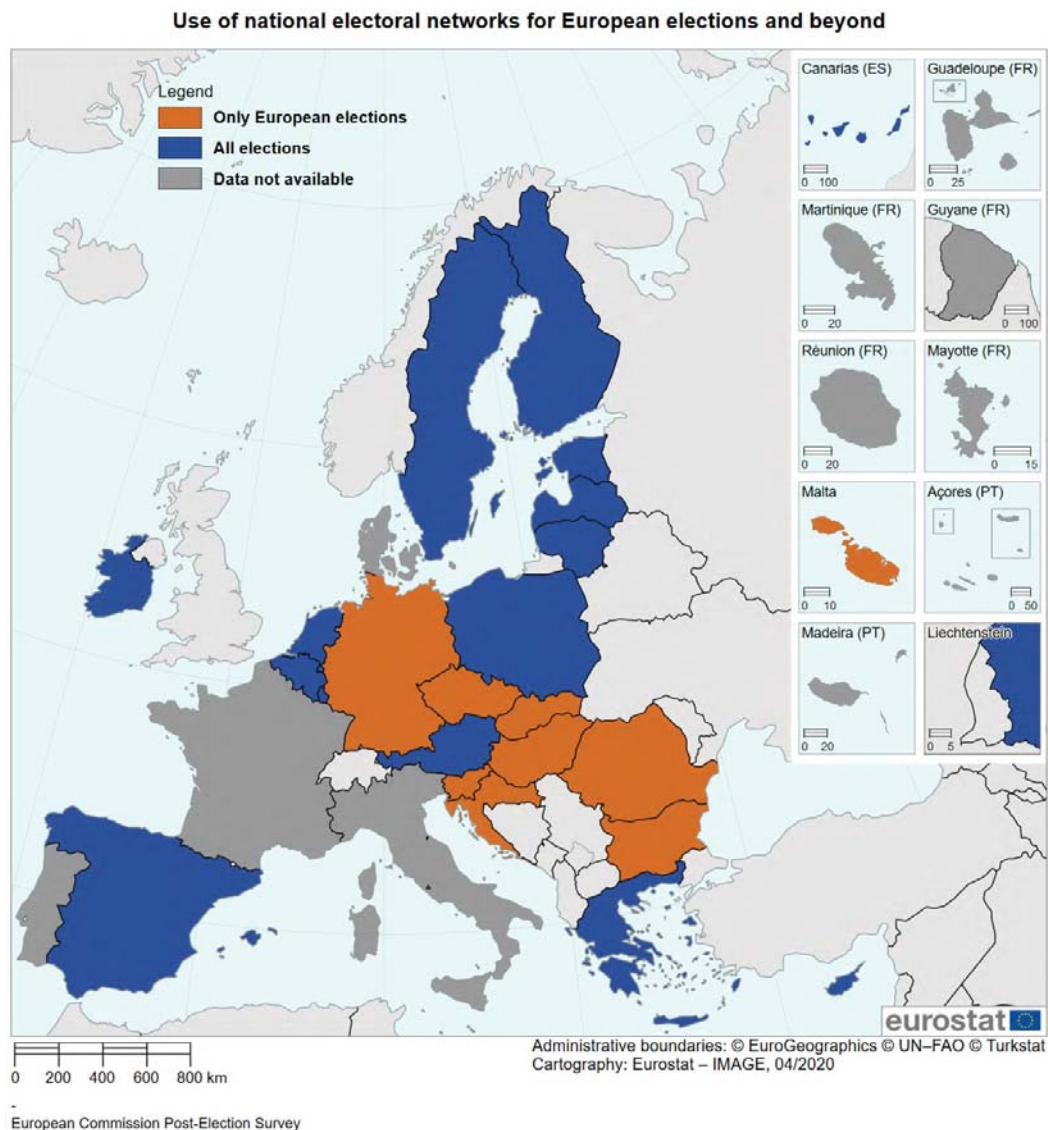 Use of national electoral networks for European elections and beyond
Legend
Only European elections
All elections
Data not available
Canarias (ES)
0 100
Guadeloupe (FR)
0 25
Martinique (FR)
0 20
Guyane (FR)
0 100
Réunion (FR)
0 20
Mayotte (FR)
0 15
Malta
0 10
Açores (PT)
0 50
Madeira (PT)
0 20
Liechtenstein
0 5
eurostat
Administrative boundaries: © EuroGeographics © UN–FAO © Turkstat
Cartography: Eurostat – IMAGE, 04/2020
0 200 400 600 800 km
-
European Commission Post-Election Survey